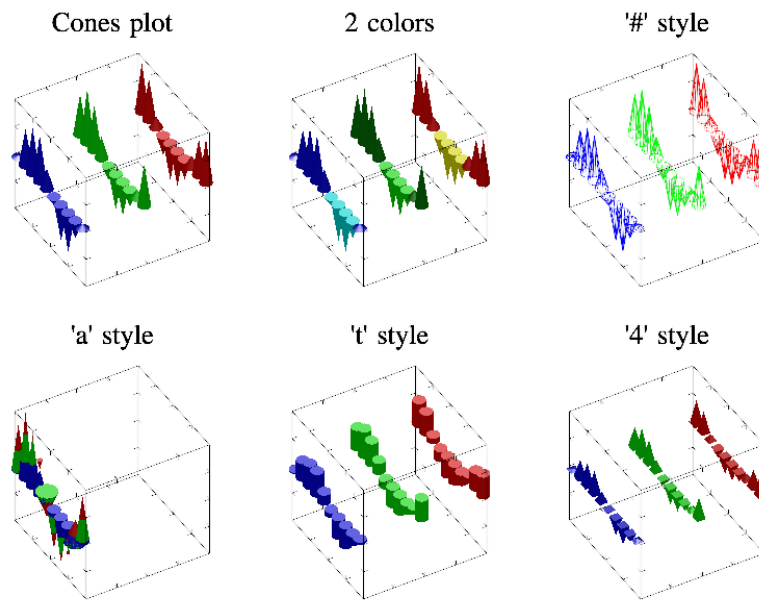 Cones plot
2 colors
'#' style
'a' style
't' style
'4' style